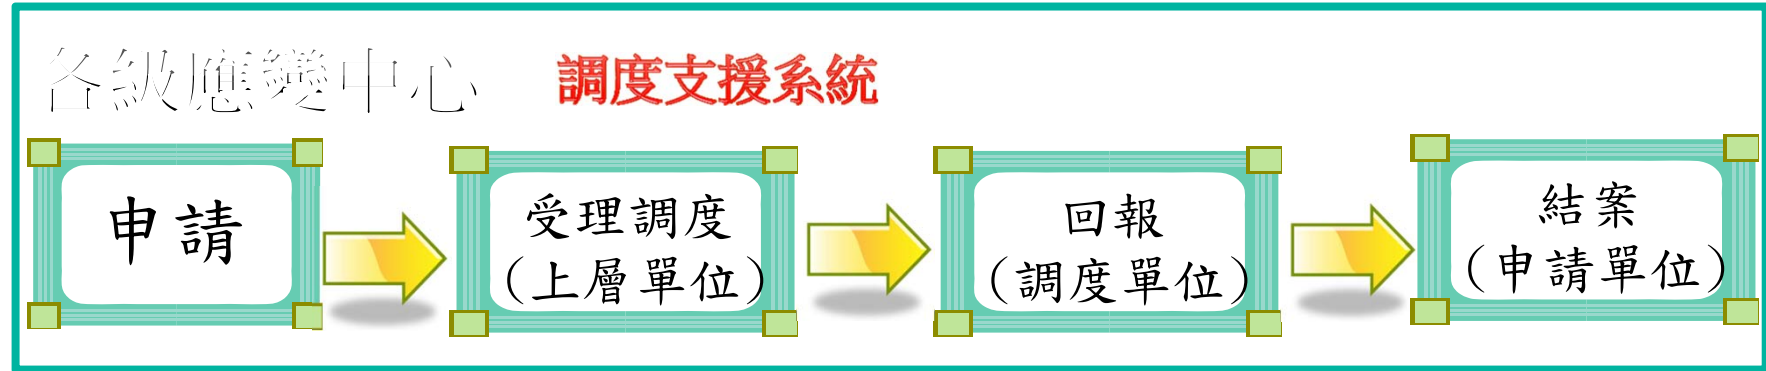 各級應變中心 調度支援系統
申請
受理調度
(上層單位)
回報
(調度單位)
結案
(申請單位)